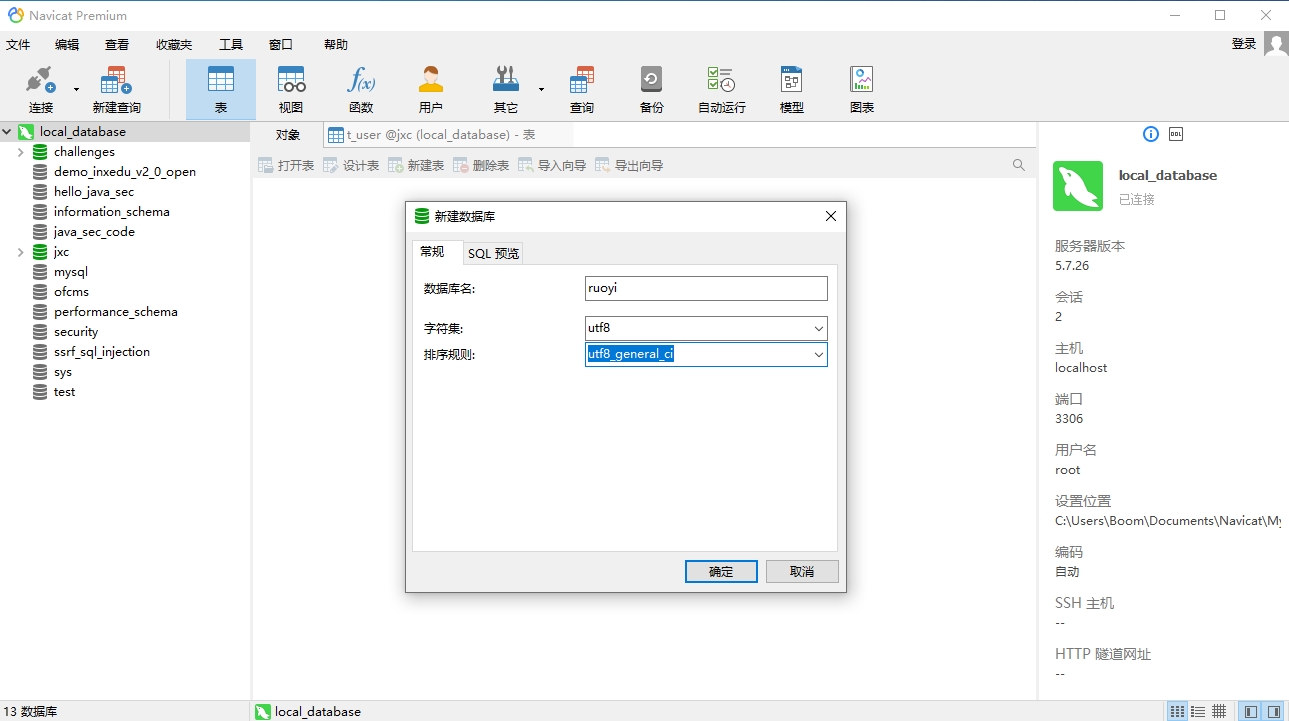 Navicat Premium
文件 编辑 查看 收藏夹 工具 窗口 帮助 登录
连接 新建查询 表 视图 函数 用户 其它 查询 备份 自动运行 模型 图表
f(x)
local_database
challenges
demo_inxedu_v2_0_open
hello_java_sec
information_schema
java_sec_code
jxc
mysql
ofcms
performance_schema
security
ssrf_sql_injection
sys
test
对象 t_user @jxc (local_database) - 表
打开表 设计表 新建表 删除表 导入向导 导出向导
新建数据库
常规 SQL 预览
数据库名: ruoyi
字符集: utf8
排序规则: utf8_general_ci
确定 取消
DDL
local_database
已连接
服务器版本
5.7.26
会话
2
主机
localhost
端口
3306
用户名
root
设置位置
C:\Users\Boom\Documents\Navicat\My
编码
自动
SSH 主机
--
HTTP 隧道网址
--
13 数据库 local_database